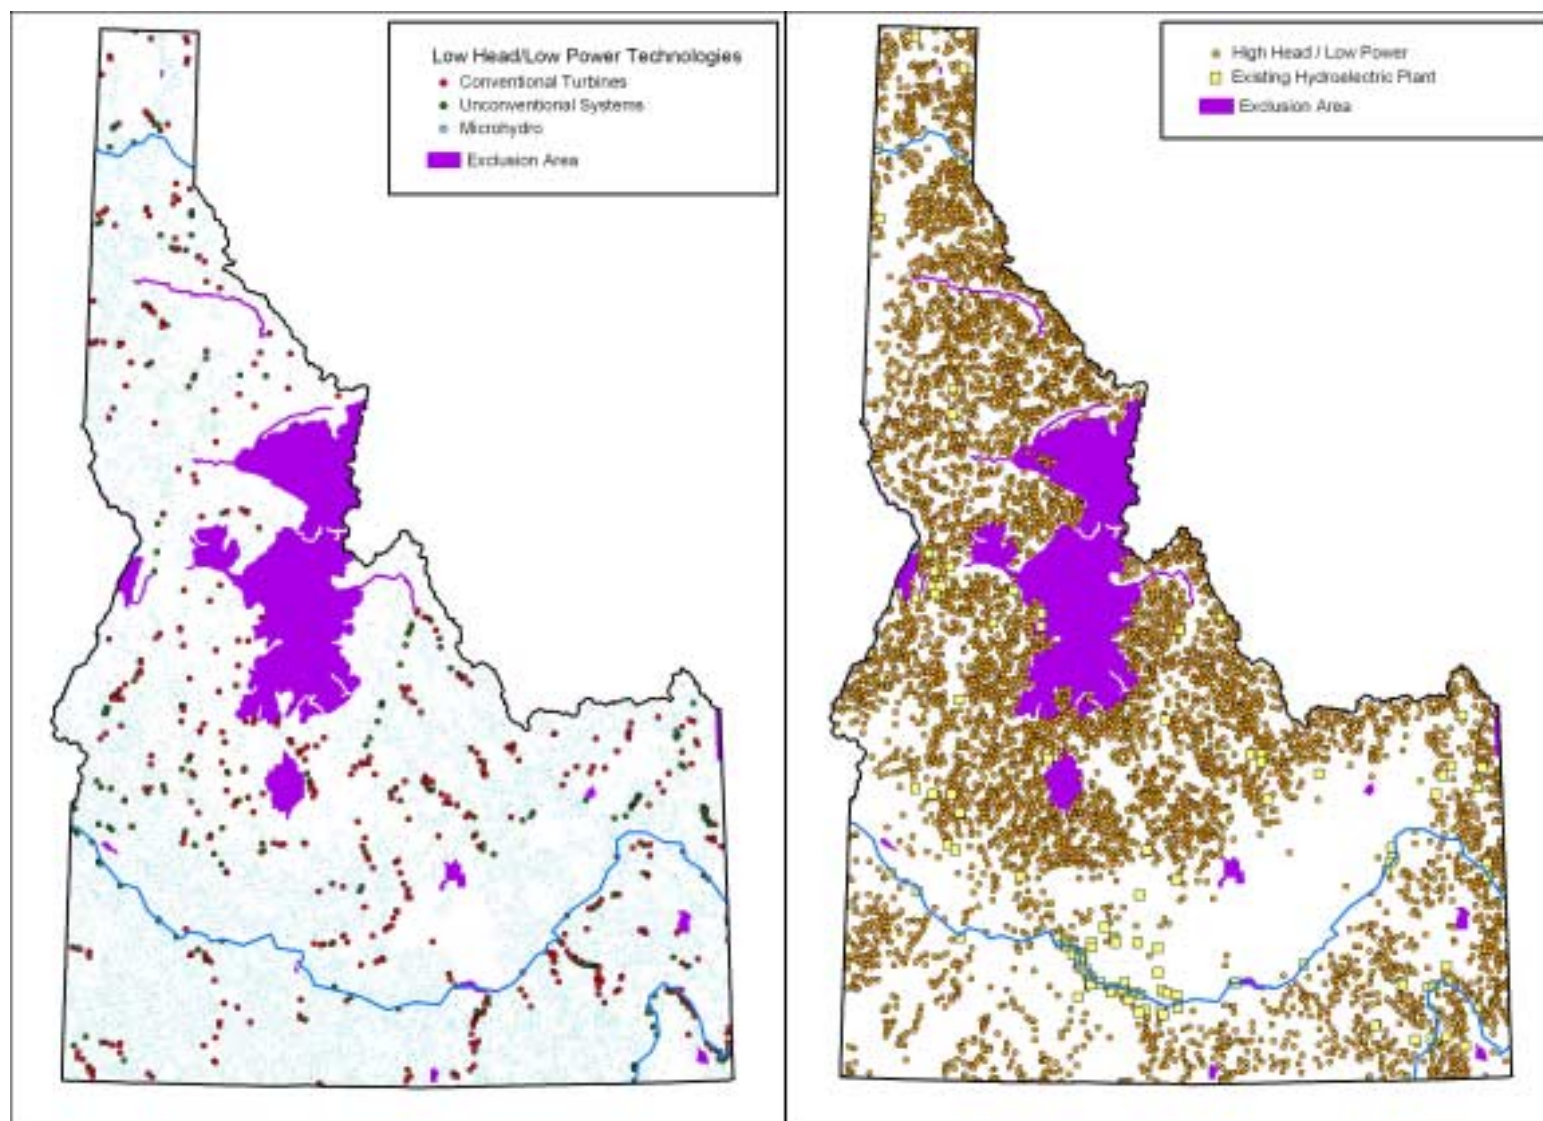 Low Head/Low Power Technologies
Conventional Turbines
Unconventional Systems
Microhydro
Exclusion Area
High Head / Low Power
Existing Hydroelectric Plant
Exclusion Area